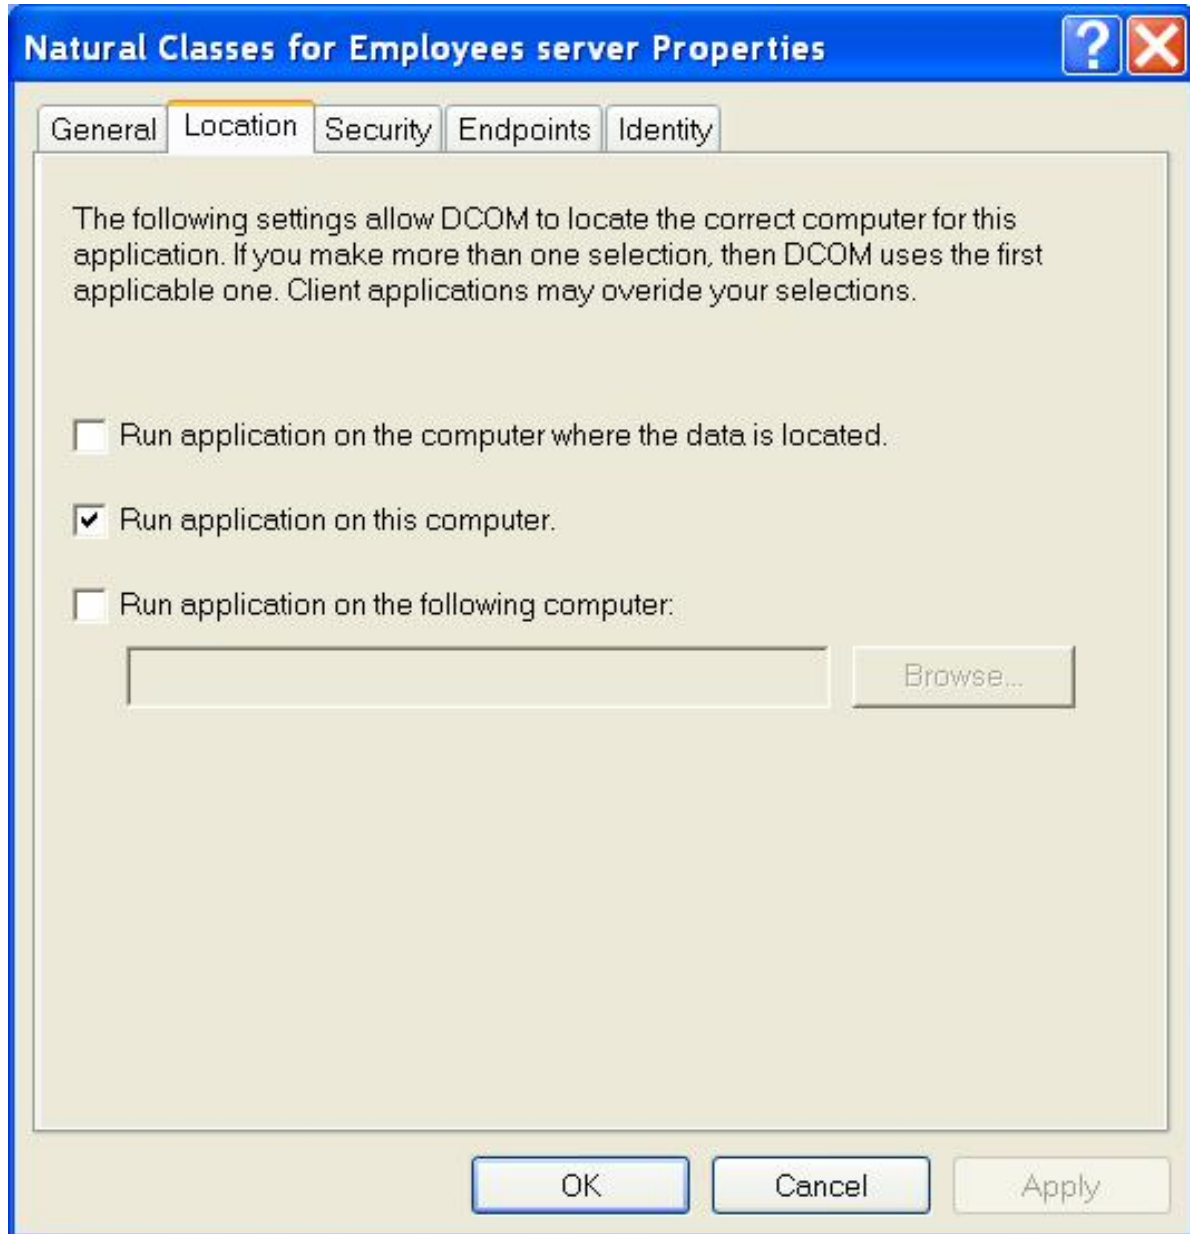 Natural Classes for Employees server Properties
General Location Security Endpoints Identity
The following settings allow DCOM to locate the correct computer for this
application. If you make more than one selection, then DCOM uses the first
applicable one. Client applications may overide your selections.
Run application on the computer where the data is located.
Run application on this computer.
Run application on the following computer:
Browse...
OK Cancel Apply